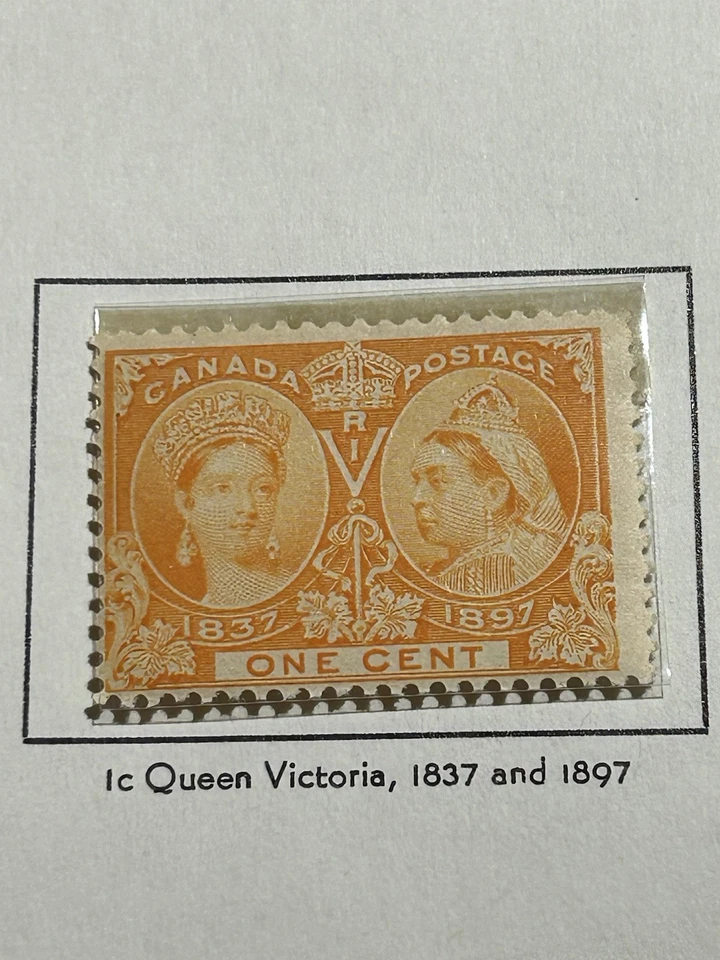 CANADA POSTAGE
R
I
V
1837 1897
ONE CENT
1c Queen Victoria, 1837 and 1897